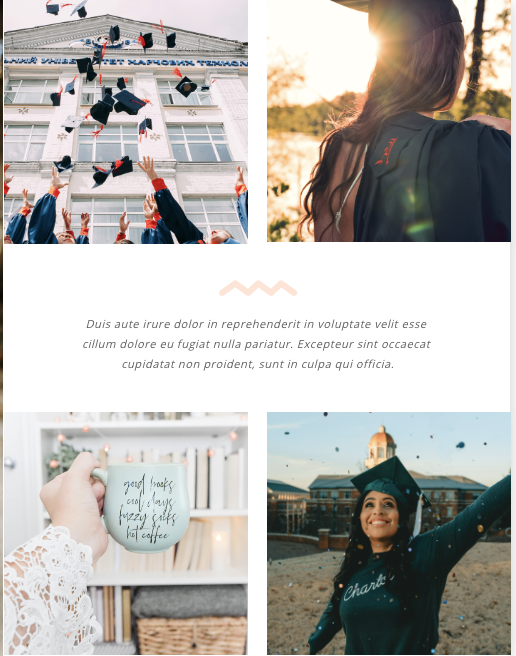 Duis aute irure dolor in reprehenderit in voluptate velit esse
cillum dolore eu fugiat nulla pariatur. Excepteur sint occaecat
cupidatat non proident, sunt in culpa qui officia.
good books
cool days
fuzzy socks
hot coffee